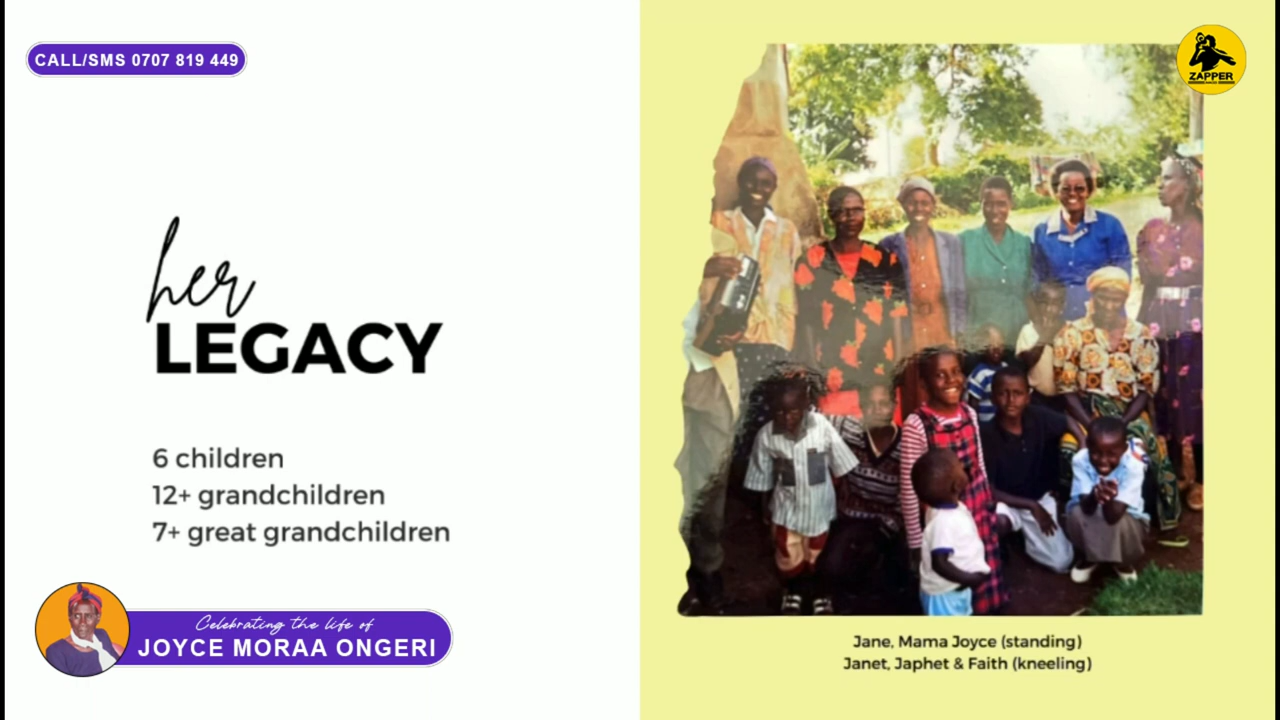 CALL/SMS 0707 819 449
ZAPPER
her
LEGACY
6 children
12+ grandchildren
7+ great grandchildren
Celebrating the life of
JOYCE MORAA ONGERI
Jane, Mama Joyce (standing)
Janet, Japhet & Faith (kneeling)